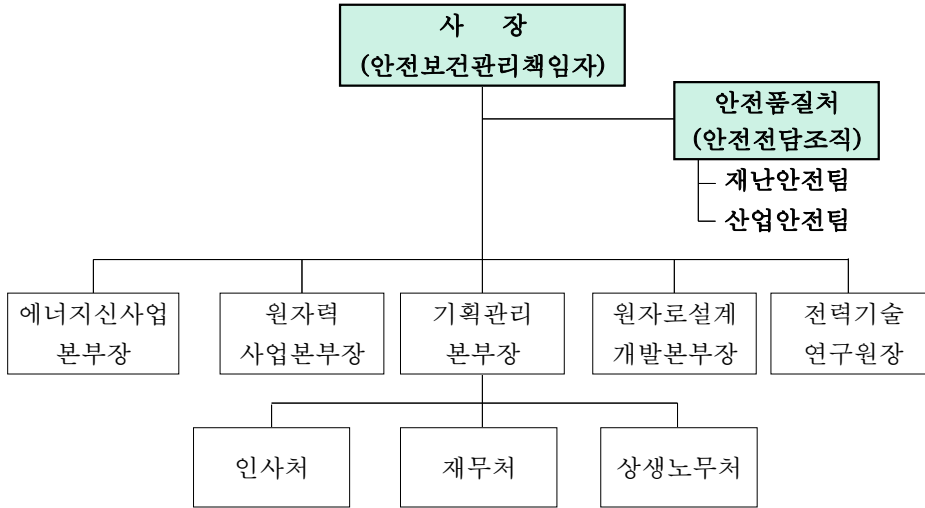 사 장
(안전보건관리책임자)
안전품질처
(안전전담조직)
재난안전팀
산업안전팀
에너지신사업
본부장
원자력
사업본부장
기획관리
본부장
원자로설계
개발본부장
전력기술
연구원장
인사처
재무처
상생노무처